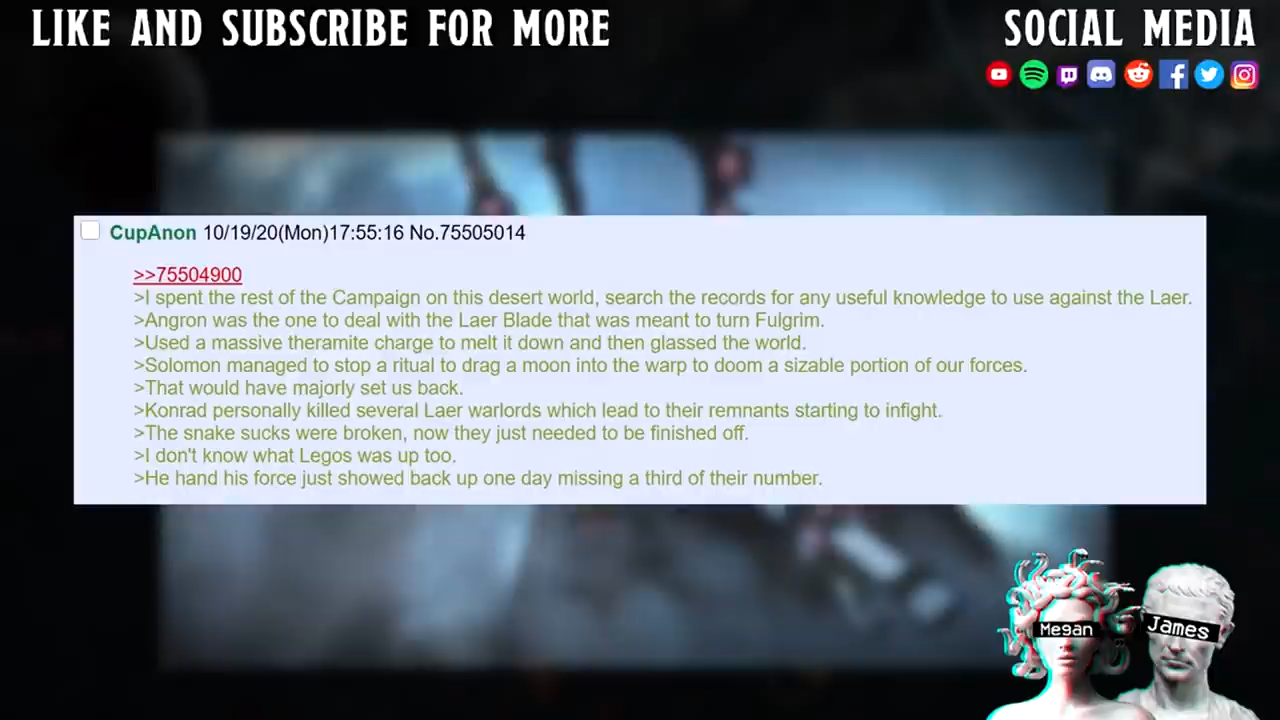 LIKE AND SUBSCRIBE FOR MORE
SOCIAL MEDIA
CupAnon 10/19/20(Mon)17:55:16 No.75505014
>>75504900
>I spent the rest of the Campaign on this desert world, search the records for any useful knowledge to use against the Laer.
>Angron was the one to deal with the Laer Blade that was meant to turn Fulgrim.
>Used a massive theramite charge to melt it down and then glassed the world.
>Solomon managed to stop a ritual to drag a moon into the warp to doom a sizable portion of our forces.
>That would have majorly set us back.
>Konrad personally killed several Laer warlords which lead to their remnants starting to infight.
>The snake sucks were broken, now they just needed to be finished off.
>I don't know what Legos was up too.
>He hand his force just showed back up one day missing a third of their number.
Megan
James